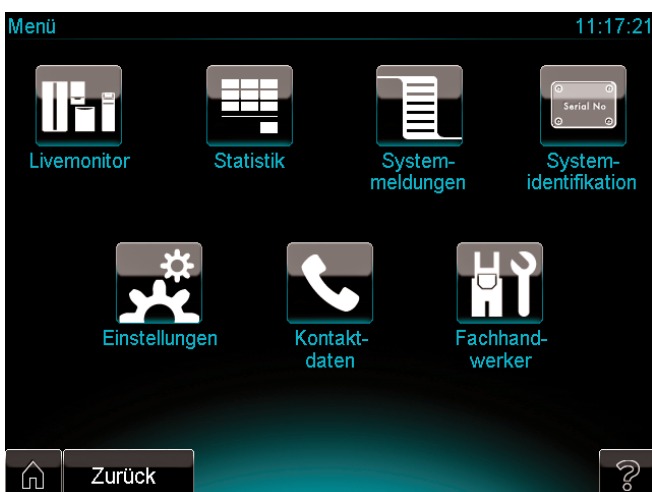 Menü 11:17:21
Serial No
Livemonitor Statistik System- System-
meldungen identifikation
Einstellungen Kontakt- Fachhand-
daten werker
Zurück
?